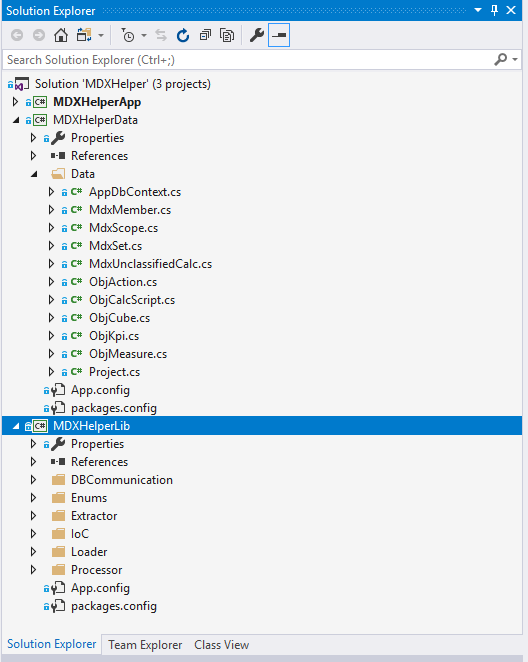 Solution Explorer
Search Solution Explorer (Ctrl+;)
Solution 'MDXHelper' (3 projects)
C# MDXHelperApp
C# MDXHelperData
Properties
References
Data
C# AppDbContext.cs
C# MdxMember.cs
C# MdxScope.cs
C# MdxSet.cs
C# MdxUnclassifiedCalc.cs
C# ObjAction.cs
C# ObjCalcScript.cs
C# ObjCube.cs
C# ObjKpi.cs
C# ObjMeasure.cs
C# Project.cs
App.config
packages.config
C# MDXHelperLib
Properties
References
DBCommunication
Enums
Extractor
IoC
Loader
Processor
App.config
packages.config
Solution Explorer Team Explorer Class View